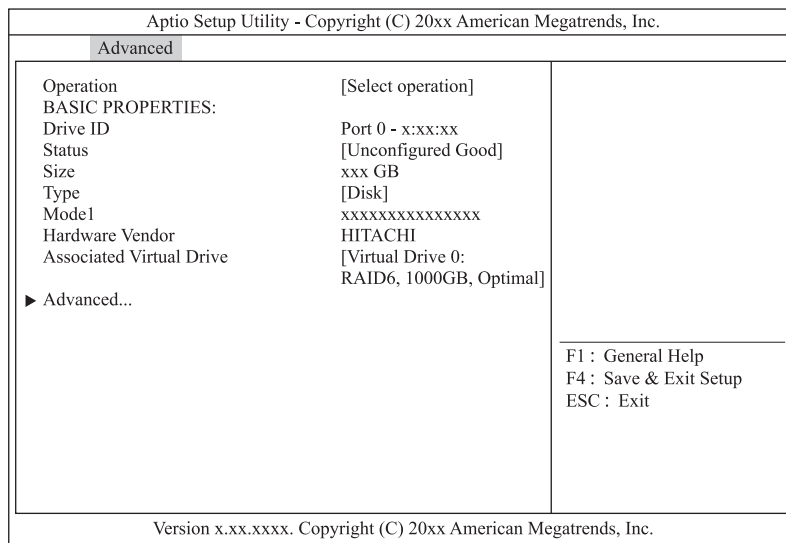 Aptio Setup Utility - Copyright (C) 20xx American Megatrends, Inc.
Advanced
Operation [Select operation]
BASIC PROPERTIES:
Drive ID Port 0 - x:xx:xx
Status [Unconfigured Good]
Size xxx GB
Type [Disk]
Mode1 xxxxxxxxxxxxxxx
Hardware Vendor HITACHI
Associated Virtual Drive [Virtual Drive 0:
RAID6, 1000GB, Optimal]
▶ Advanced...
F1 : General Help
F4 : Save & Exit Setup
ESC : Exit
Version x.xx.xxxx. Copyright (C) 20xx American Megatrends, Inc.